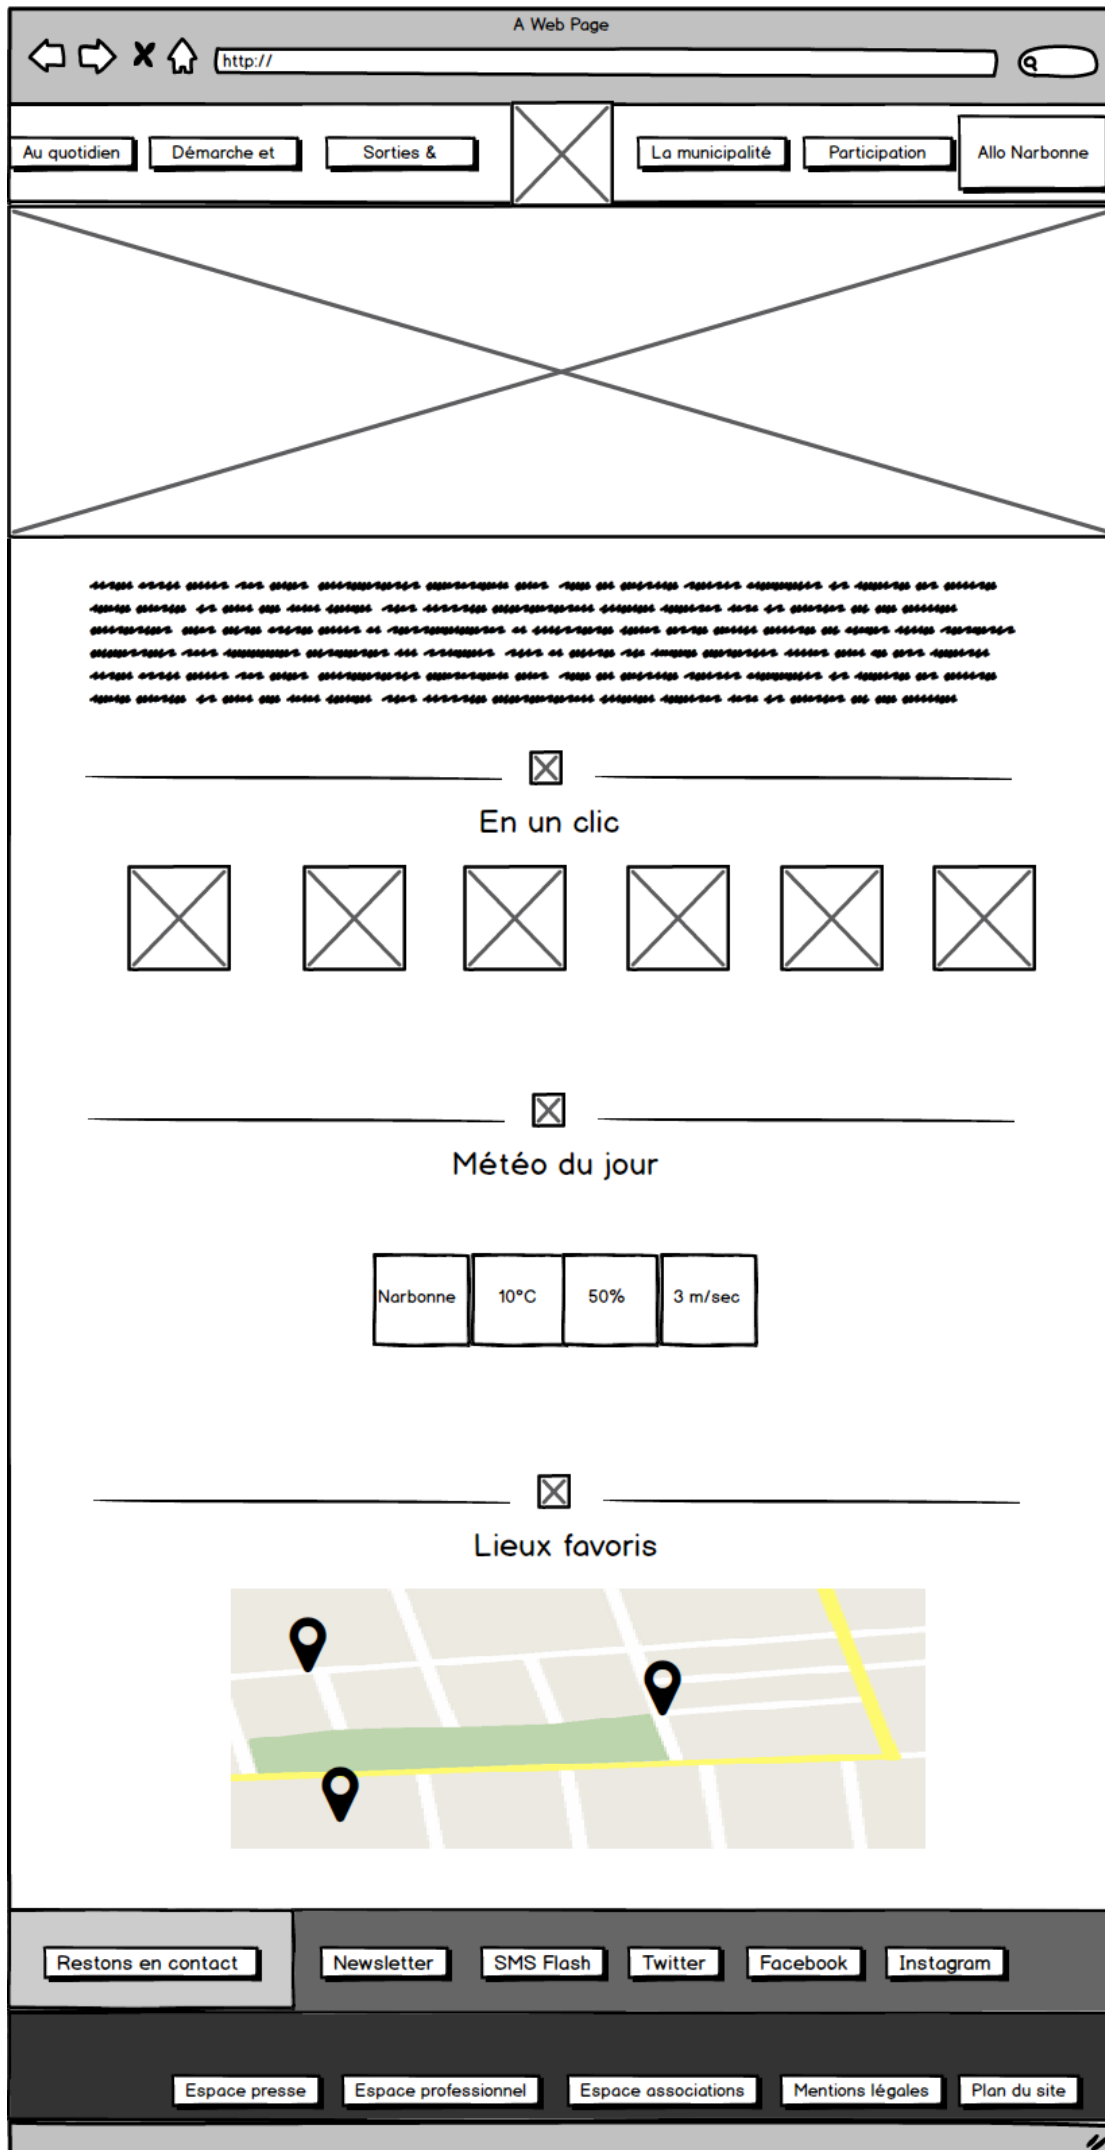 A Web Page
http://
Au quotidien
Démarche et
Sorties &
La municipalité
Participation
Allo Narbonne
En un clic
Météo du jour
Narbonne
10°C
50%
3 m/sec
Lieux favoris
Restons en contact
Newsletter
SMS Flash
Twitter
Facebook
Instagram
Espace presse
Espace professionnel
Espace associations
Mentions légales
Plan du site